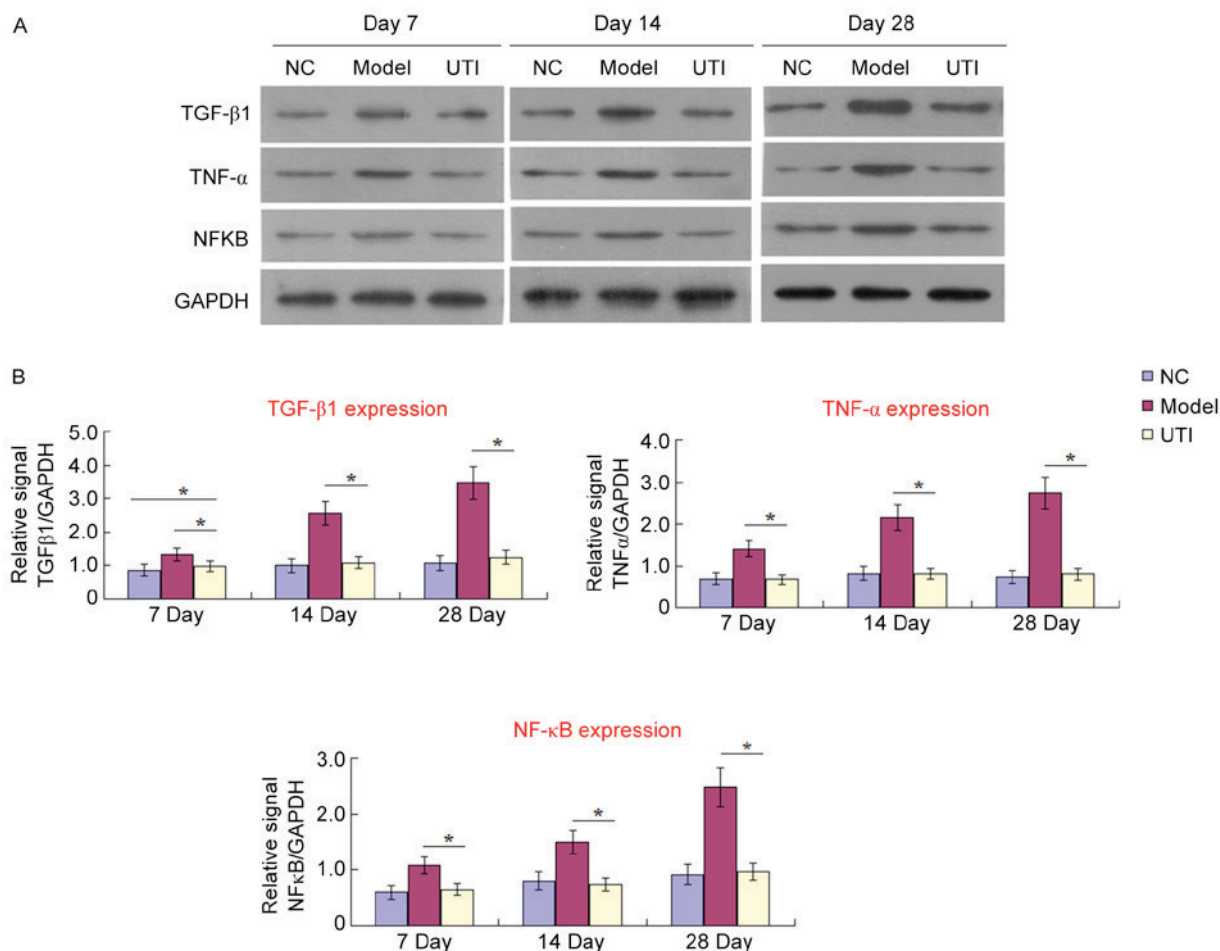 A
Day 7 Day 14 Day 28
NC Model UTI NC Model UTI NC Model UTI
TGF-β1
TNF-α
NFKB
GAPDH
B
NC
Model
UTI
TGF-β1 expression
Relative signal
TGFβ1/GAPDH
5.0
4.0
3.0
2.0
1.0
0
* * * *
7 Day 14 Day 28 Day
TNF-α expression
Relative signal
TNFα/GAPDH
4.0
3.0
2.0
1.0
0
* * *
7 Day 14 Day 28 Day
NF-κB expression
Relative signal
NFκB/GAPDH
3.0
2.0
1.0
0
* * *
7 Day 14 Day 28 Day